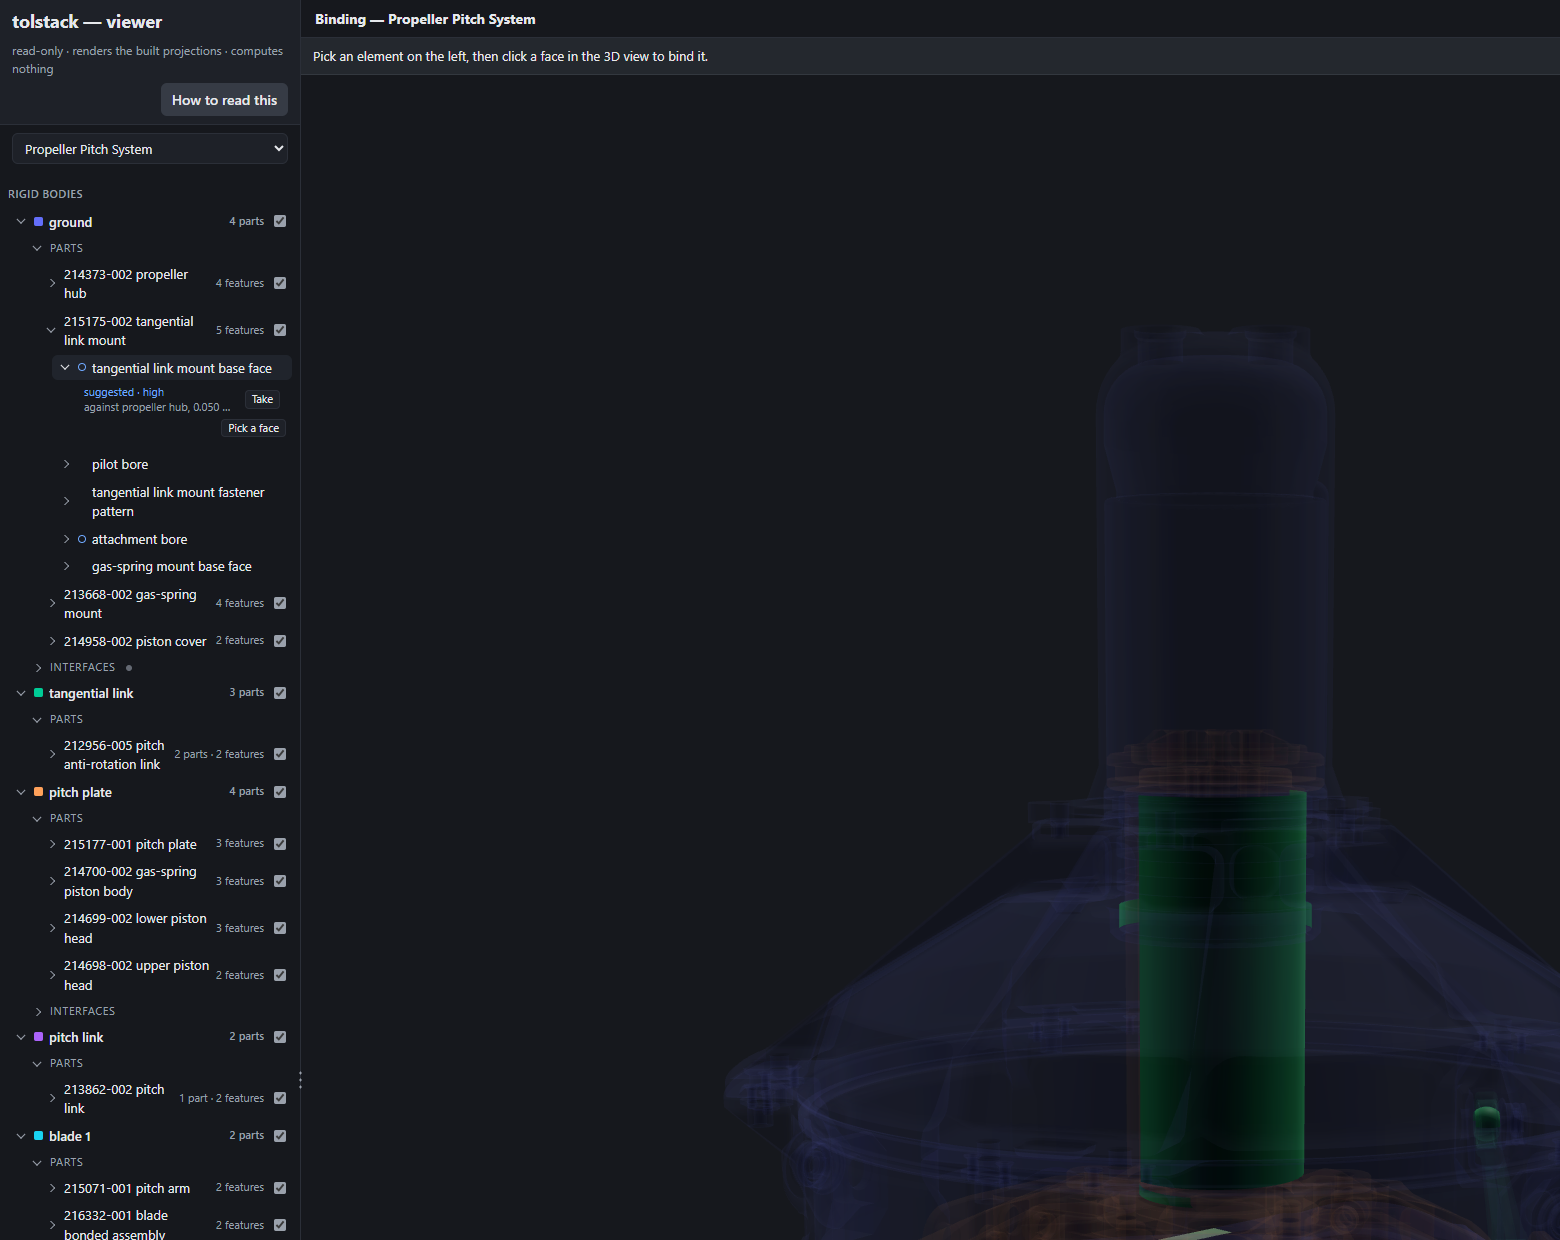 tolstack — viewer
read-only · renders the built projections · computes
nothing
How to read this
Propeller Pitch System
RIGID BODIES
ground 4 parts
PARTS
214373-002 propeller
hub
4 features
215175-002 tangential
link mount
5 features
tangential link mount base face
suggested · high
against propeller hub, 0.050 ...
Take
Pick a face
pilot bore
tangential link mount fastener
pattern
attachment bore
gas-spring mount base face
213668-002 gas-spring
mount
4 features
214958-002 piston cover 2 features
INTERFACES
tangential link 3 parts
PARTS
212956-005 pitch
anti-rotation link
2 parts · 2 features
pitch plate 4 parts
PARTS
215177-001 pitch plate 3 features
214700-002 gas-spring
piston body
3 features
214699-002 lower piston
head
3 features
214698-002 upper piston
head
2 features
INTERFACES
pitch link 2 parts
PARTS
213862-002 pitch
link
1 part · 2 features
blade 1 2 parts
PARTS
215071-001 pitch arm 2 features
216332-001 blade
bonded assembly
2 features
Binding — Propeller Pitch System
Pick an element on the left, then click a face in the 3D view to bind it.